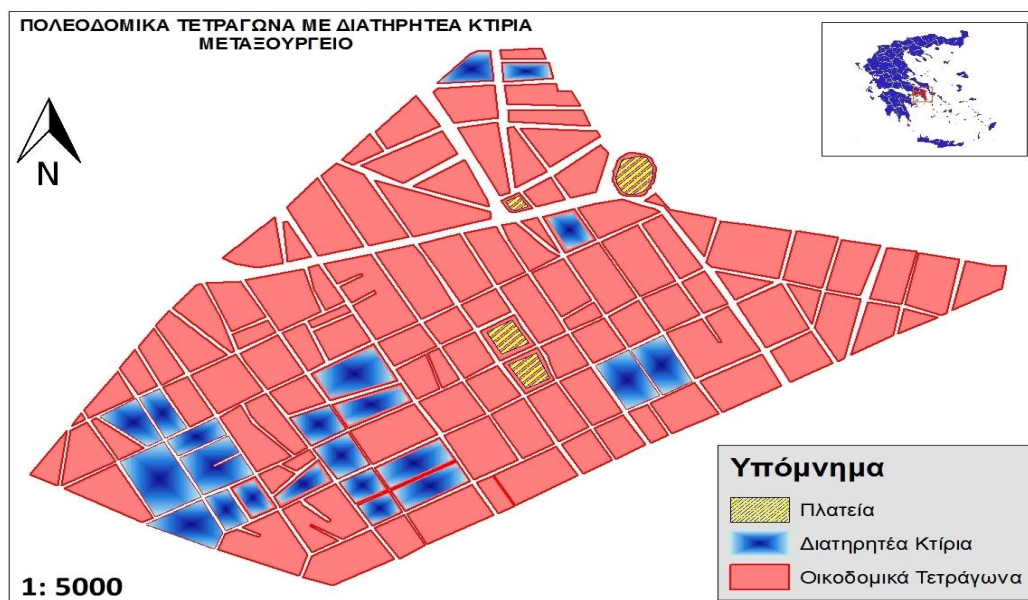 ΠΟΛΕΟΔΟΜΙΚΑ ΤΕΤΡΑΓΩΝΑ ΜΕ ΔΙΑΤΗΡΗΤΕΑ ΚΤΙΡΙΑ
ΜΕΤΑΞΟΥΡΓΕΙΟ
N
Υπόμνημα
Πλατεία
Διατηρητέα Κτίρια
Οικοδομικά Τετράγωνα
1: 5000